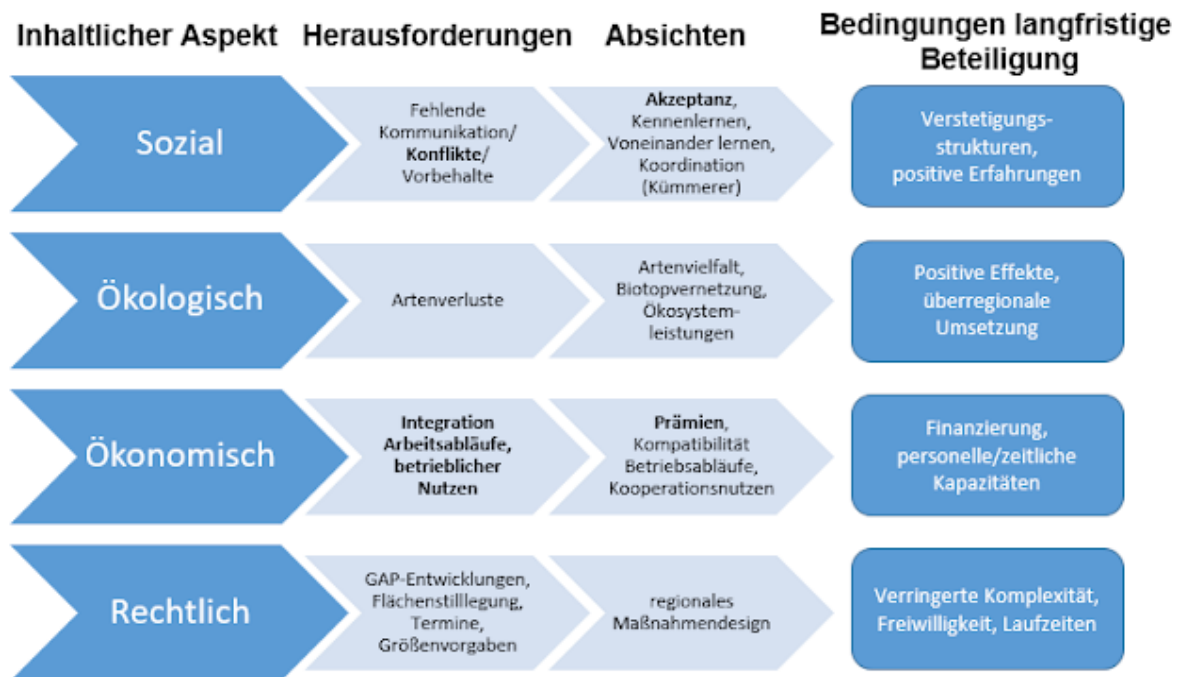 Inhaltlicher Aspekt
Herausforderungen
Absichten
Bedingungen langfristige
Beteiligung
Sozial
Fehlende
Kommunikation/
Konflikte/
Vorbehalte
Akzeptanz,
Kennenlernen,
Voneinander lernen,
Koordination
(Kümmerer)
Verstetigungs-
strukturen,
positive Erfahrungen
Ökologisch
Artenverluste
Artenvielfalt,
Biotopvernetzung,
Ökosystem-
leistungen
Positive Effekte,
überregionale
Umsetzung
Ökonomisch
Integration
Arbeitsabläufe,
betrieblicher
Nutzen
Prämien,
Kompatibilität
Betriebsabläufe,
Kooperationsnutzen
Finanzierung,
personelle/zeitliche
Kapazitäten
Rechtlich
GAP-Entwicklungen,
Flächenstilllegung,
Termine,
Größenvorgaben
regionales
Maßnahmendesign
Verringerte Komplexität,
Freiwilligkeit, Laufzeiten